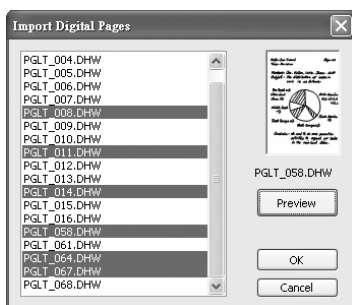 Import Digital Pages
PGLT_004.DHW
PGLT_005.DHW
PGLT_006.DHW
PGLT_007.DHW
PGLT_008.DHW
PGLT_009.DHW
PGLT_010.DHW
PGLT_011.DHW
PGLT_012.DHW
PGLT_013.DHW
PGLT_014.DHW
PGLT_015.DHW
PGLT_016.DHW
PGLT_058.DHW
PGLT_061.DHW
PGLT_064.DHW
PGLT_067.DHW
PGLT_068.DHW
PGLT_058.DHW
Preview
OK
Cancel